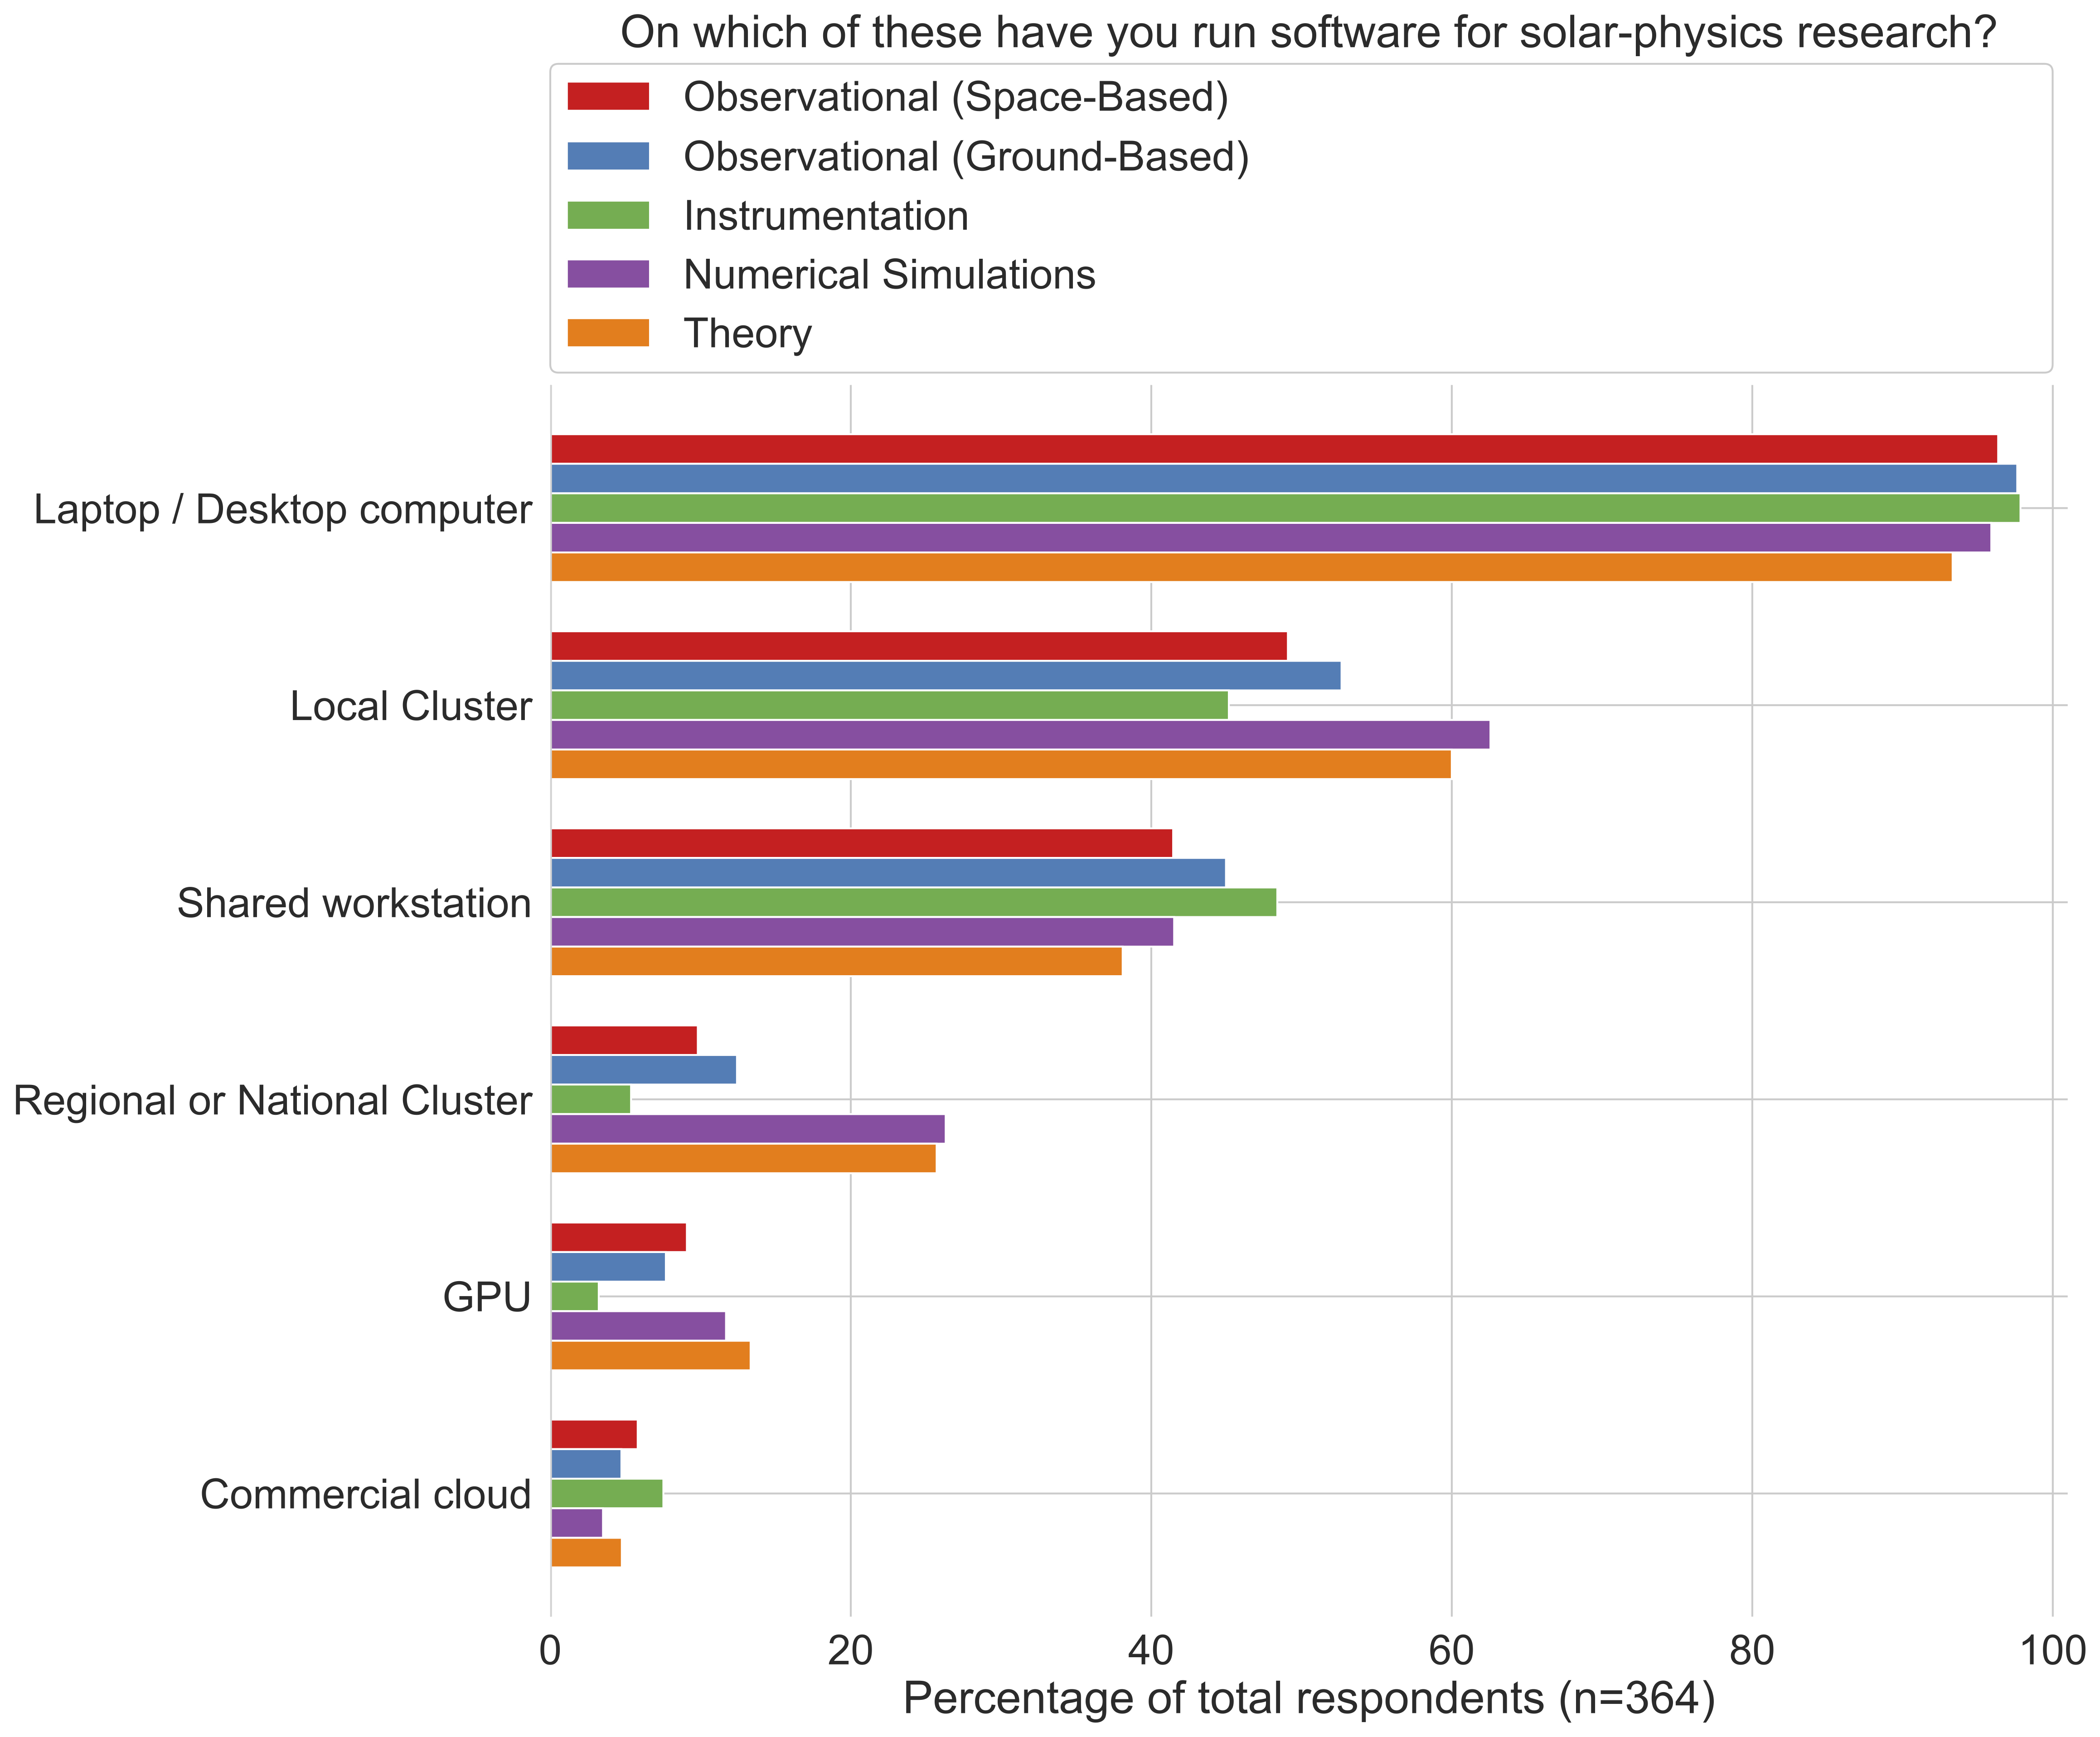 On which of these have you run software for solar-physics research?
Observational (Space-Based)
Observational (Ground-Based)
Instrumentation
Numerical Simulations
Theory
Laptop / Desktop computer
Local Cluster
Shared workstation
Regional or National Cluster
GPU
Commercial cloud
0 20 40 60 80 100
Percentage of total respondents (n=364)